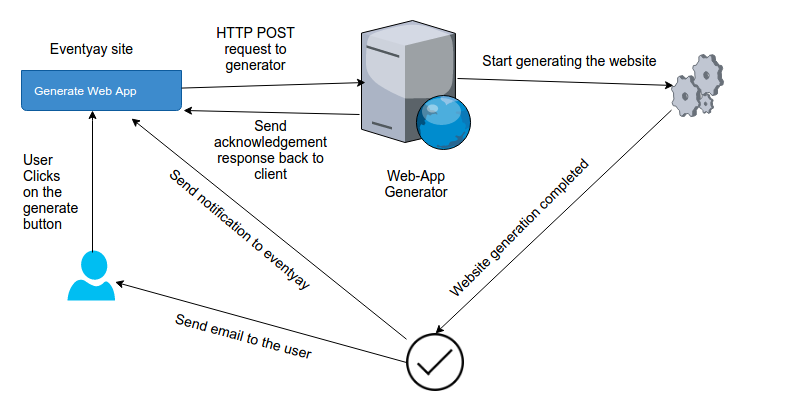 Eventyay site
Generate Web App
HTTP POST
request to
generator
Start generating the website
Send
acknowledgement
response back to
client
Web-App
Generator
User
Clicks
on the
generate
button
Send notification to eventyay
Website generation completed
Send email to the user